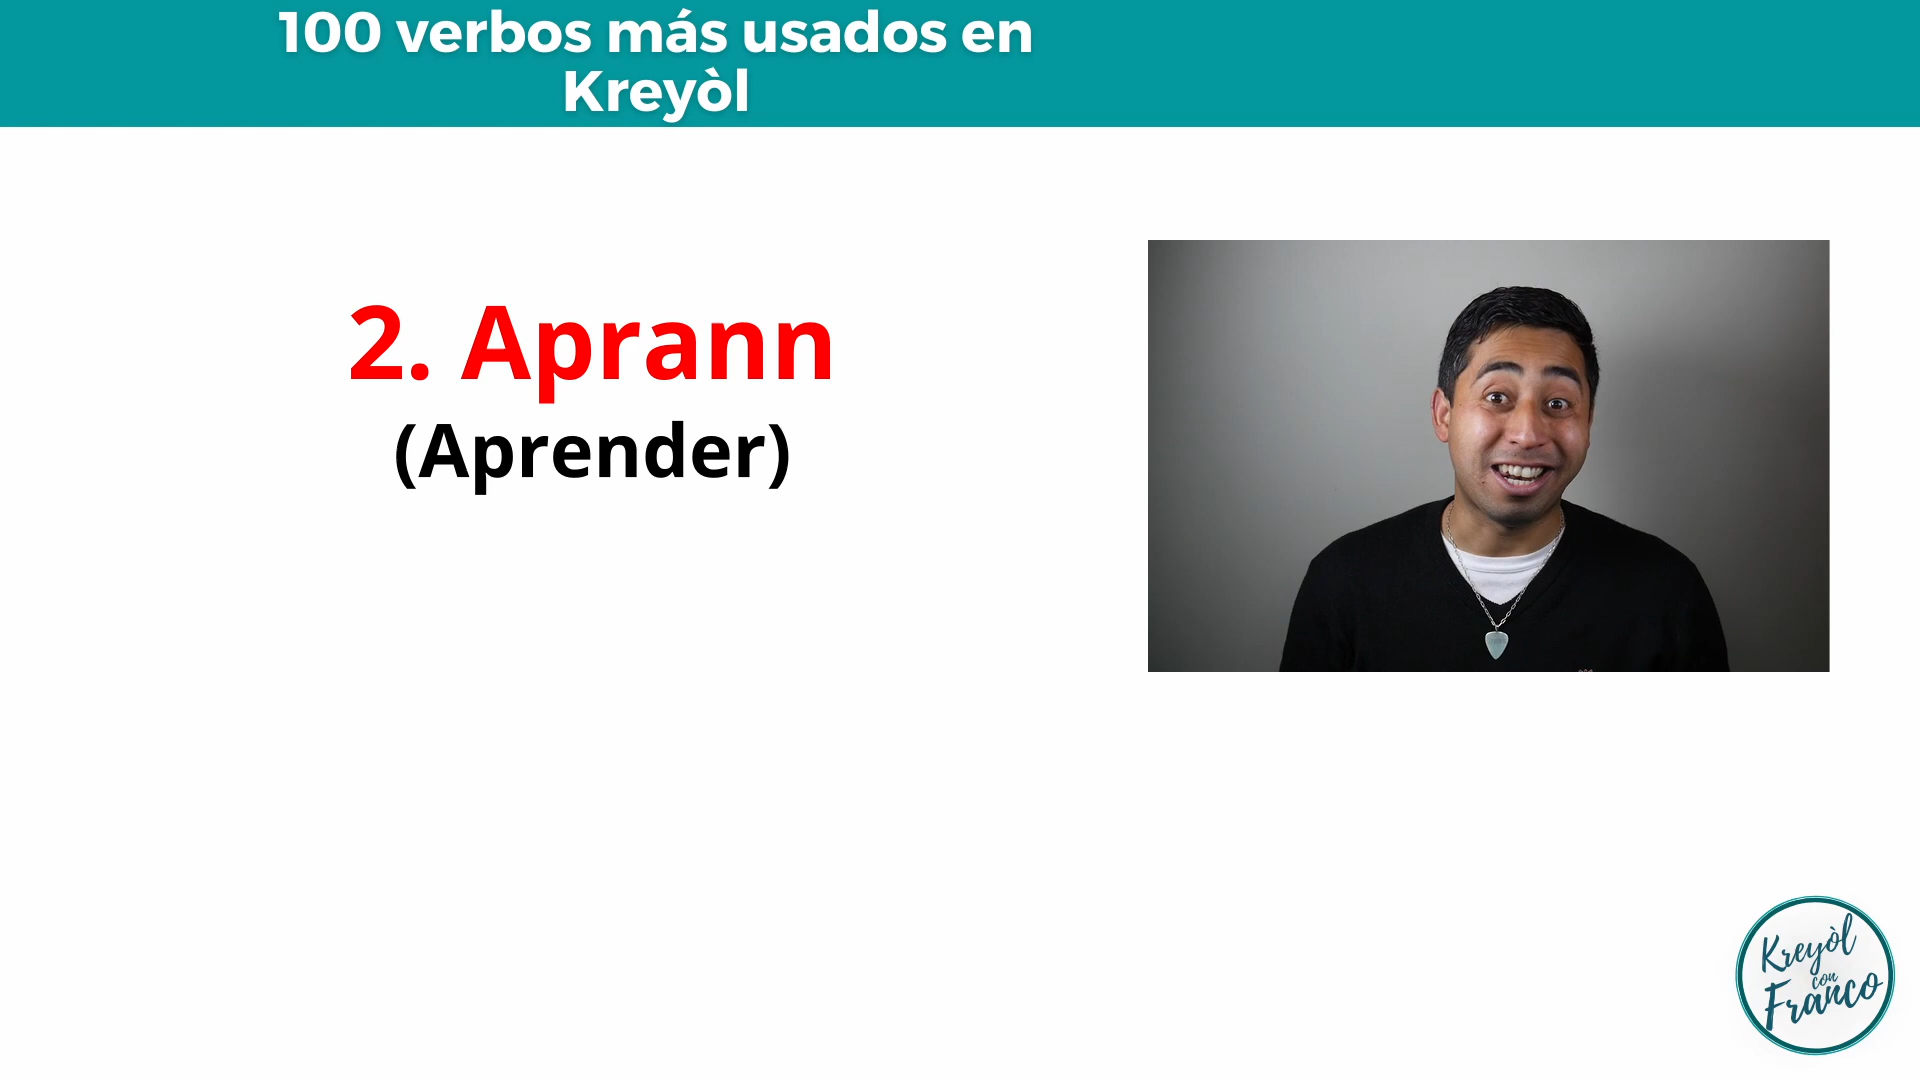 100 verbos más usados en
Kreyòl
2. Aprann
(Aprender)
Kreyòl
con
Franco